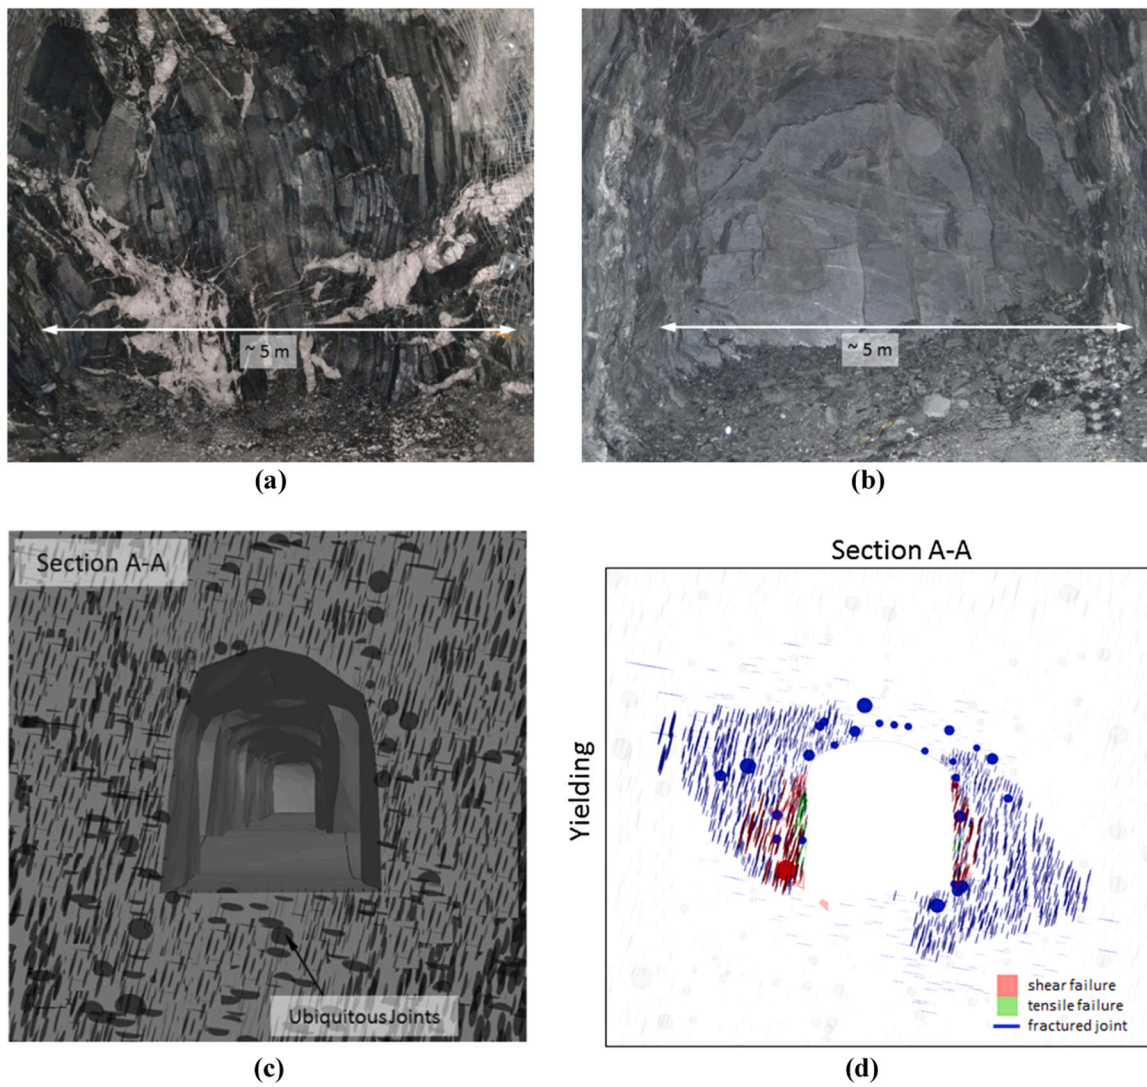 ~ 5 m
~ 5 m
(a)
(b)
Section A-A
UbiquitousJoints
(c)
Section A-A
Yielding
shear failure
tensile failure
fractured joint
(d)